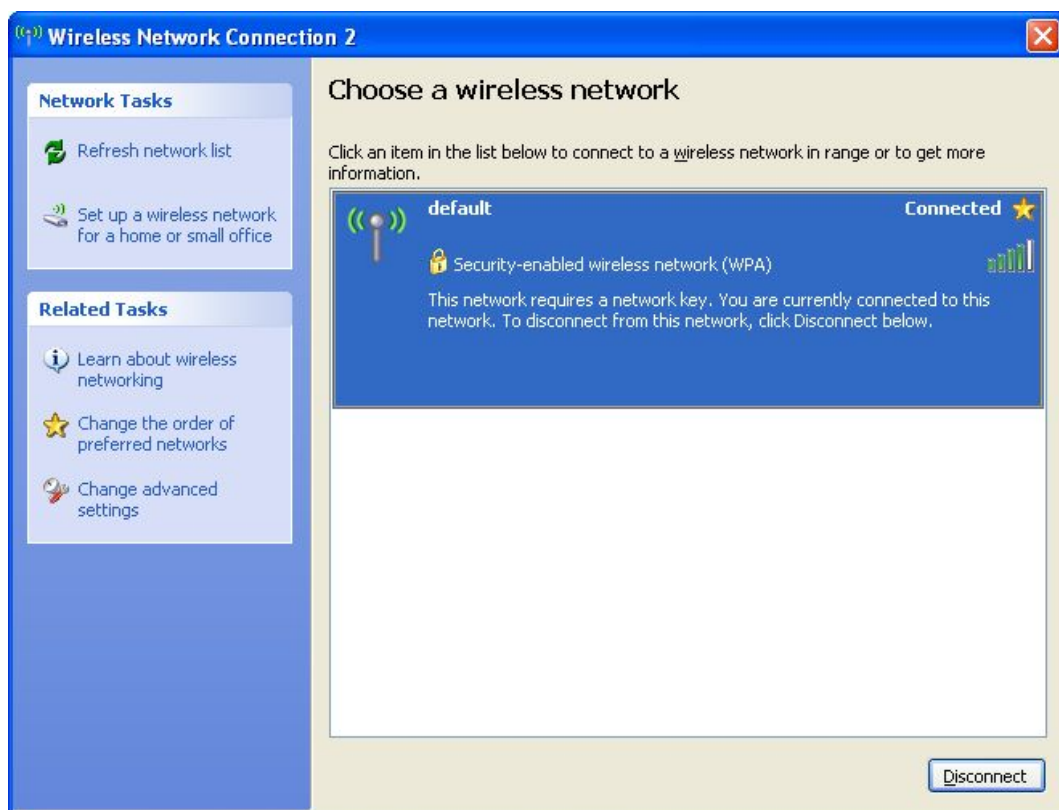 Wireless Network Connection 2
Network Tasks
Refresh network list
Set up a wireless network
for a home or small office
Related Tasks
Learn about wireless
networking
Change the order of
preferred networks
Change advanced
settings
Choose a wireless network
Click an item in the list below to connect to a wireless network in range or to get more
information.
default Connected
Security-enabled wireless network (WPA)
This network requires a network key. You are currently connected to this
network. To disconnect from this network, click Disconnect below.
Disconnect